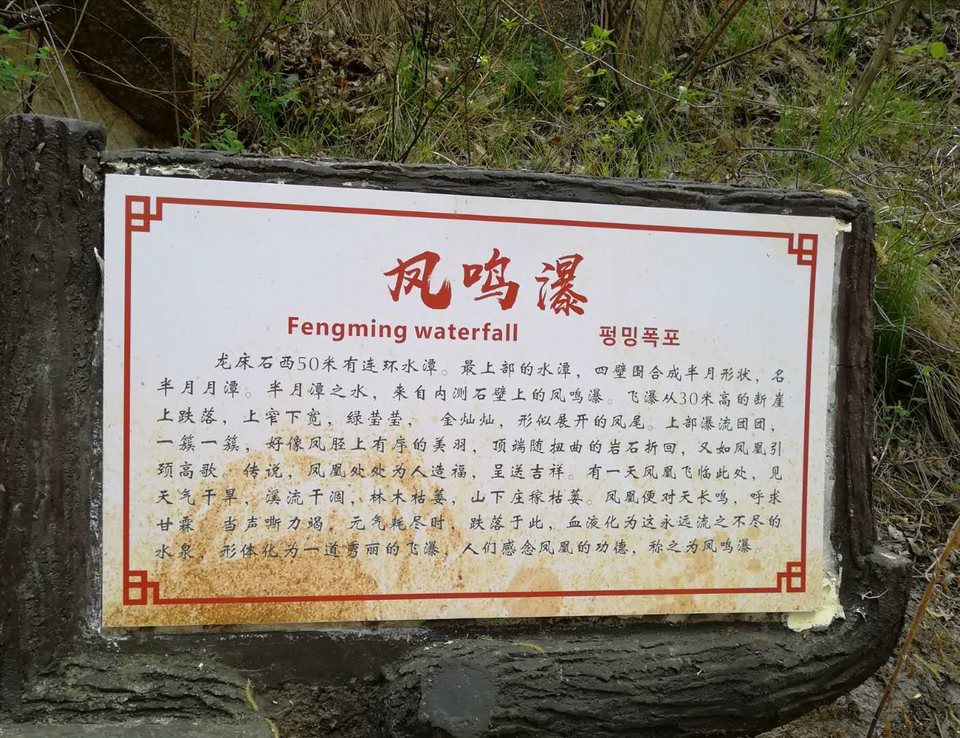 凤鸣瀑
Fengming waterfall 펑밍폭포
龙床石西50米有连环水潭。最上部的水潭，四壁围合成半月形状，名
半月月潭。半月潭之水，来自内测石壁上的凤鸣瀑。飞瀑从30米高的断崖
上跌落，上窄下宽，绿莹莹，金灿灿，形似展开的凤尾。上部瀑流团团，
一簇一簇，好像凤胫上有序的美羽，顶端随扭曲的岩石折回，又如凤凰引
颈高歌。传说，凤凰处处为人造福，呈送吉祥。有一天凤凰飞临此处，见
天气干旱，溪流干涸，林木枯萎，山下庄稼枯萎。凤凰便对天长鸣，呼求
甘霖。当声嘶力竭，元气耗尽时，跌落于此，血液化为这永远流之不尽的
水泉，形体化为一道秀丽的飞瀑，人们感念凤凰的功德，称之为凤鸣瀑。